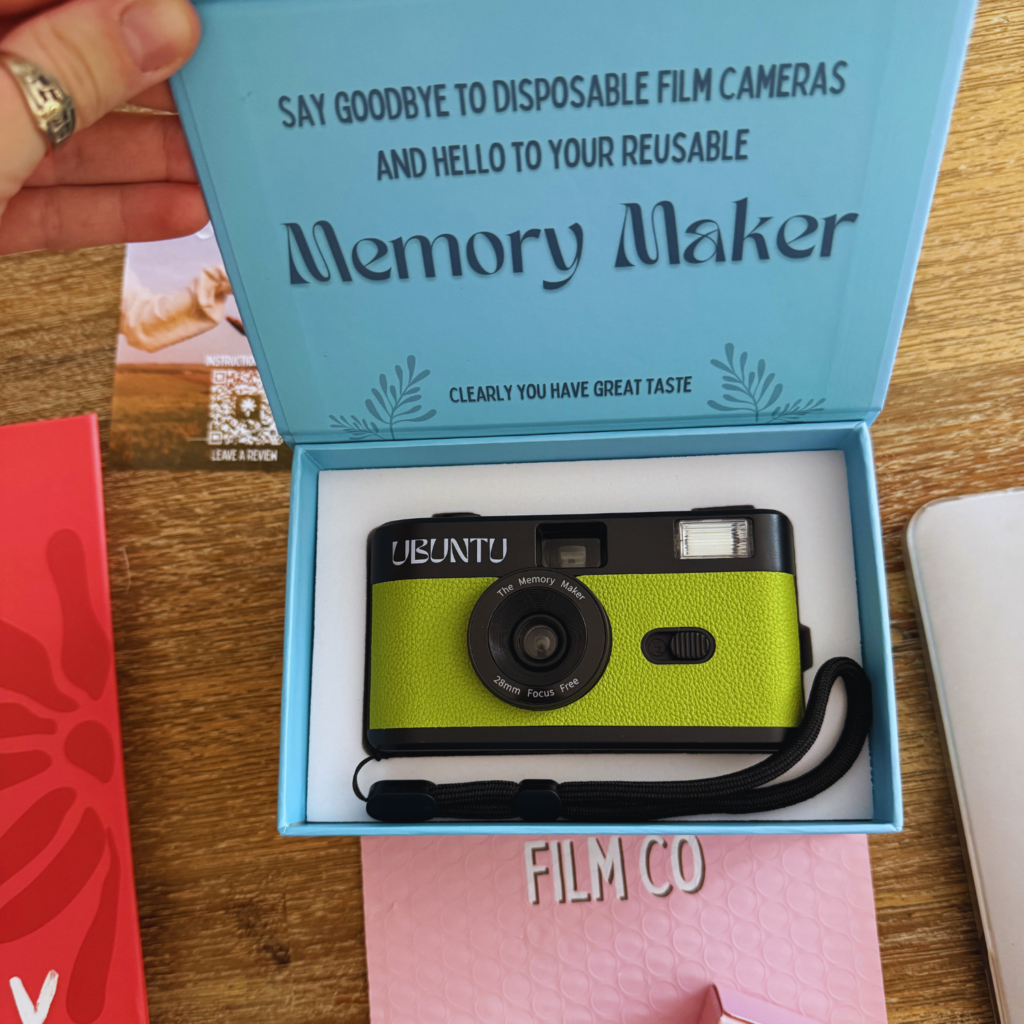 SAY GOODBYE TO DISPOSABLE FILM CAMERAS
AND HELLO TO YOUR REUSABLE
Memory Maker
CLEARLY YOU HAVE GREAT TASTE
LEAVE A REVIEW
UBUNTU
The Memory Maker
28mm Focus Free
FILM CO
V